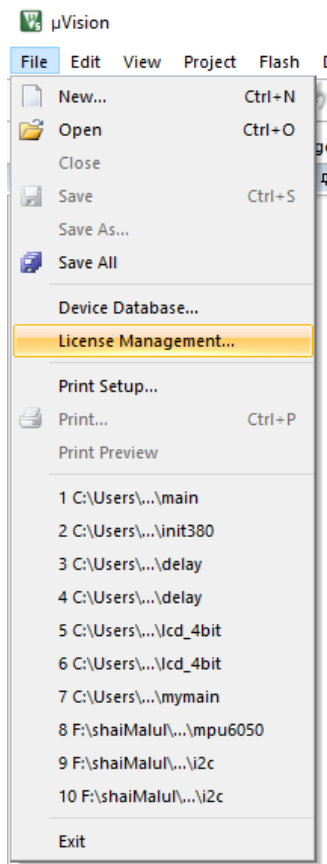 µVision
File Edit View Project Flash
New... Ctrl+N
Open Ctrl+O
Close
Save Ctrl+S
Save As...
Save All
Device Database...
License Management...
Print Setup...
Print... Ctrl+P
Print Preview
1 C:\Users\...\main
2 C:\Users\...\init380
3 C:\Users\...\delay
4 C:\Users\...\delay
5 C:\Users\...\lcd_4bit
6 C:\Users\...\lcd_4bit
7 C:\Users\...\mymain
8 F:\shaiMalul\...\mpu6050
9 F:\shaiMalul\...\i2c
10 F:\shaiMalul\...\i2c
Exit